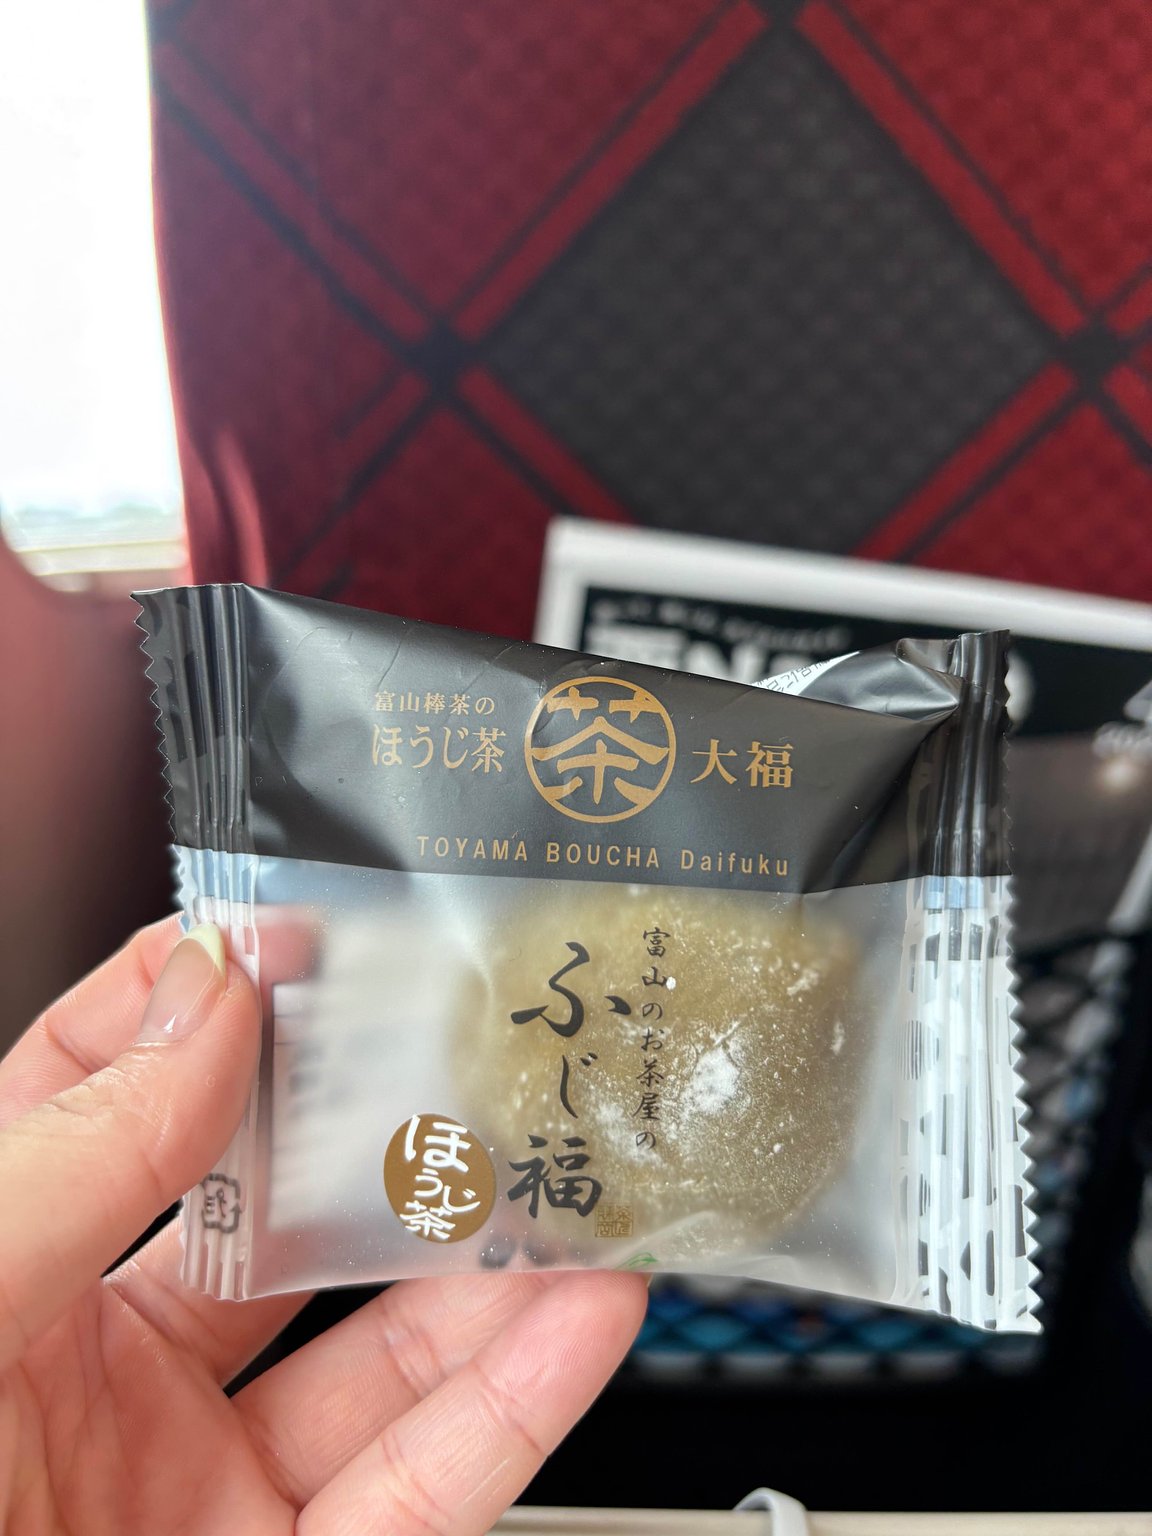 富山棒茶の
ほうじ茶
茶
大福
TOYAMA BOUCHA Daifuku
富山のお茶屋の
ふじ福
ほうじ茶